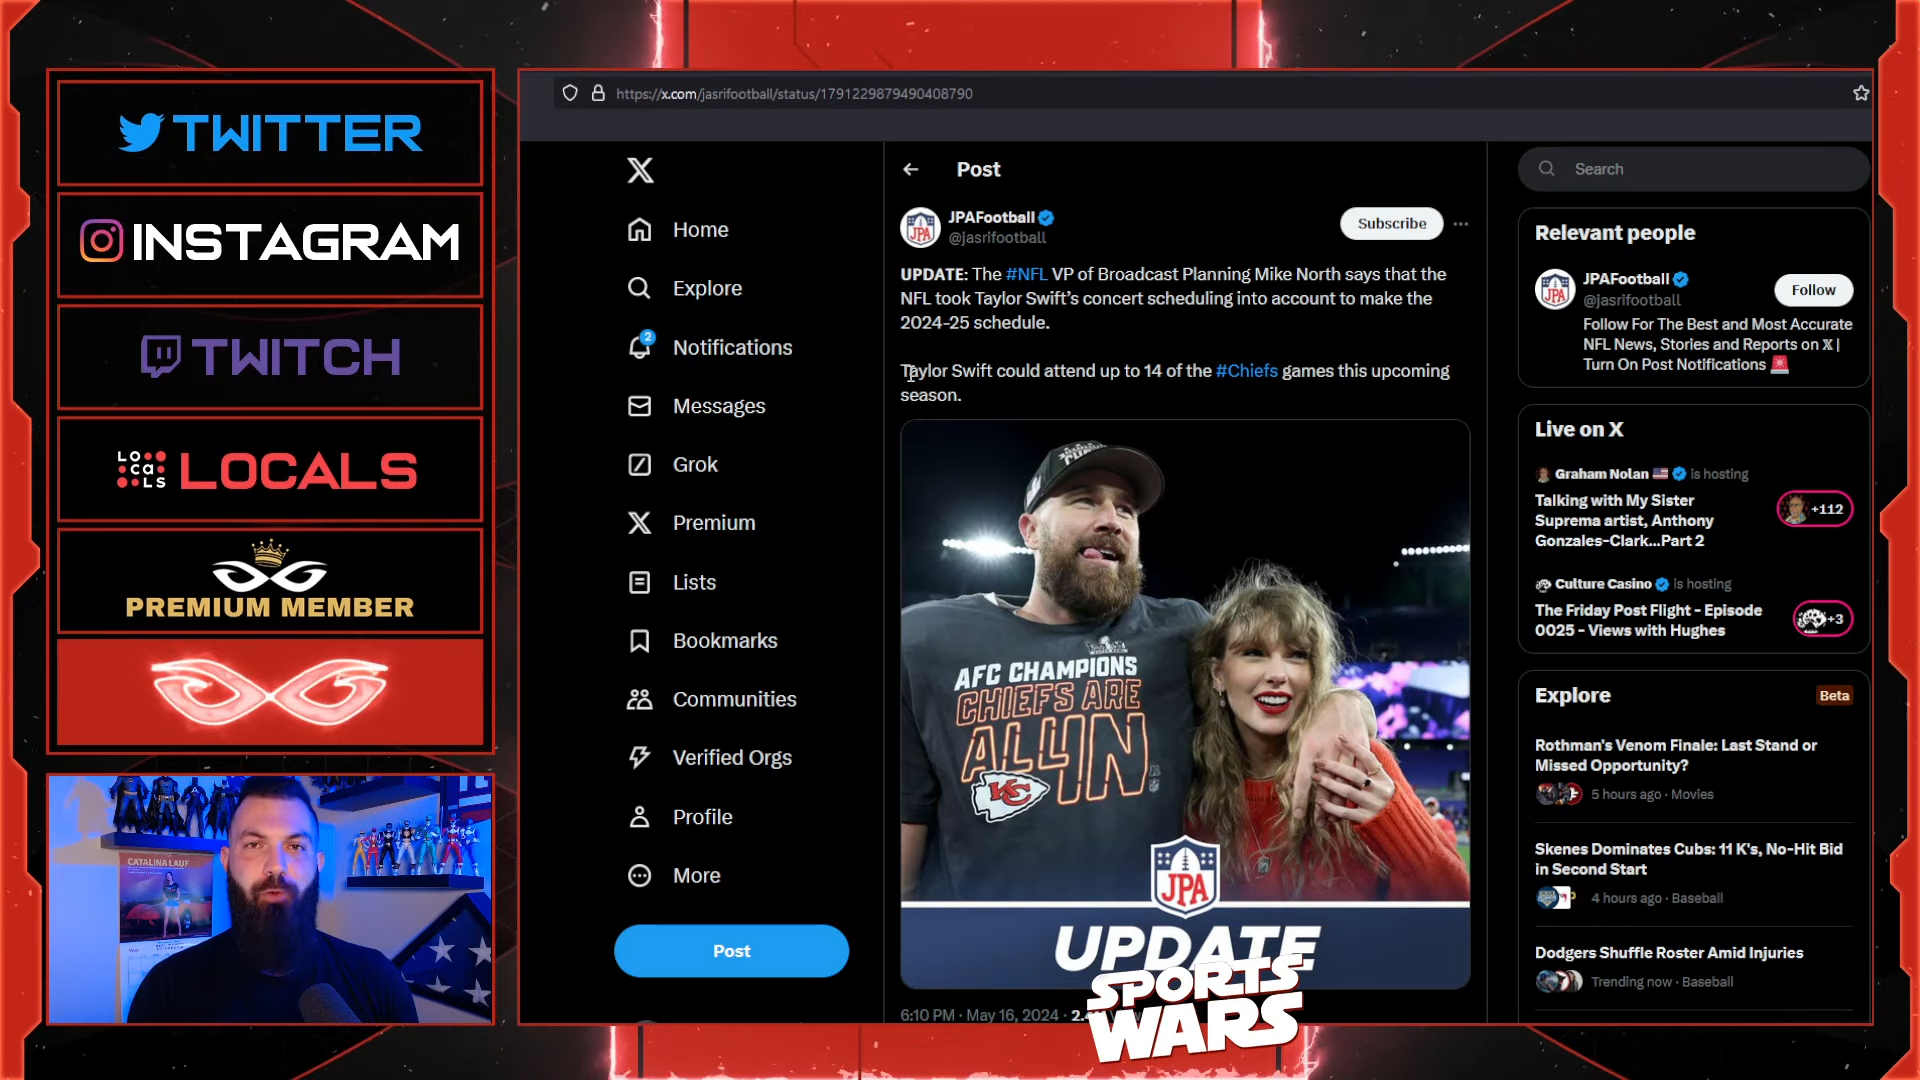 TWITTER
INSTAGRAM
TWITCH
LOCALS
LOCALS
PREMIUM MEMBER
CATALINA LAUF
https://x.com/jasrifootball/status/1791229879490408790
Home
Explore
2
Notifications
Messages
Grok
Premium
Lists
Bookmarks
Communities
Verified Orgs
Profile
More
Post
Post
JPA
JPAFootball
@jasrifootball
Subscribe
UPDATE: The #NFL VP of Broadcast Planning Mike North says that the
NFL took Taylor Swift's concert scheduling into account to make the
2024-25 schedule.
Taylor Swift could attend up to 14 of the #Chiefs games this upcoming
season.
AFC CHAMPIONS
CHIEFS ARE
ALL IN
KC
JPA
UPDATE
6:10 PM · May 16, 2024 ·
SPORTS
WARS
Search
Relevant people
JPA
JPAFootball
@jasrifootball
Follow
Follow For The Best and Most Accurate
NFL News, Stories and Reports on 𝕏 |
Turn On Post Notifications 🚨
Live on X
Graham Nolan 🇺🇸 is hosting
Talking with My Sister
Suprema artist, Anthony
Gonzales-Clark...Part 2
+112
Culture Casino is hosting
The Friday Post Flight - Episode
0025 - Views with Hughes
+3
Explore
Beta
Rothman's Venom Finale: Last Stand or
Missed Opportunity?
5 hours ago · Movies
Skenes Dominates Cubs: 11 K's, No-Hit Bid
in Second Start
4 hours ago · Baseball
Dodgers Shuffle Roster Amid Injuries
Trending now · Baseball